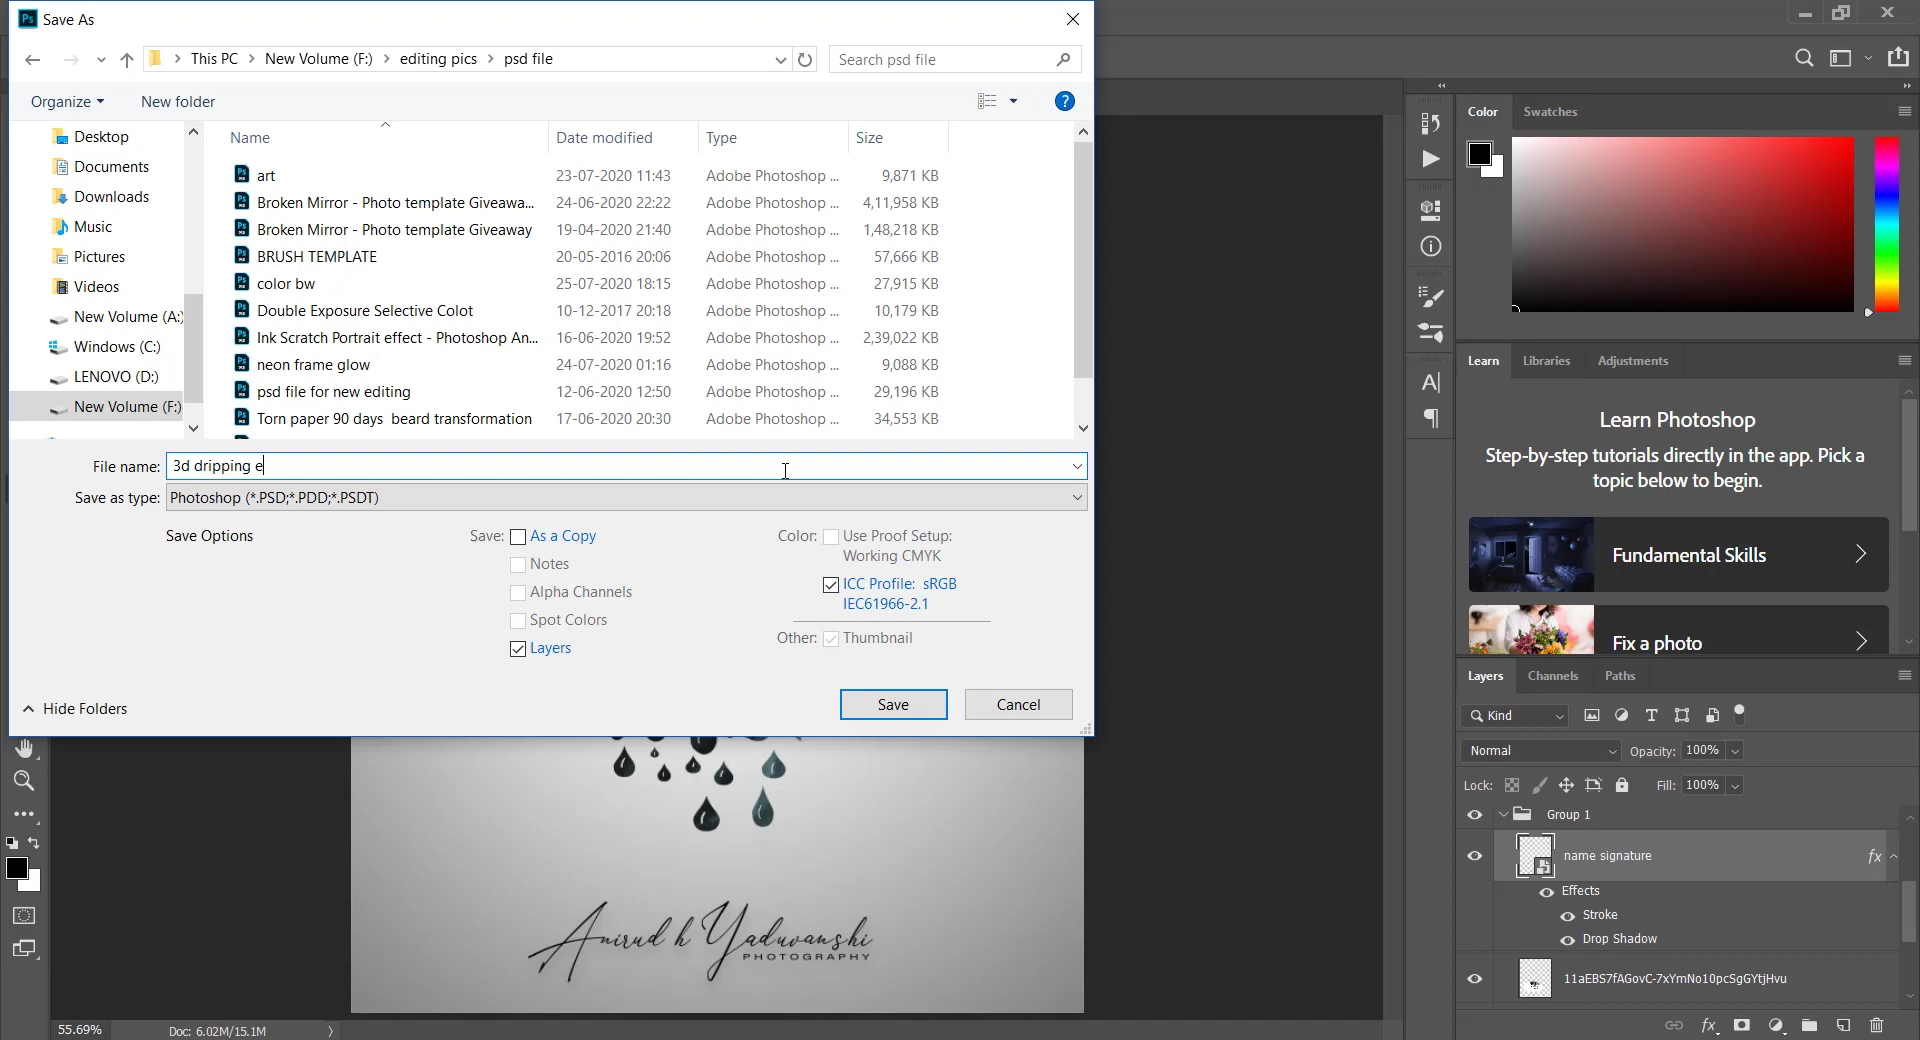 Ps Save As
This PC > New Volume (F:) > editing pics > psd file
Search psd file
Organize
New folder
?
Desktop
Documents
Downloads
Music
Pictures
Videos
New Volume (A:)
Windows (C:)
LENOVO (D:)
New Volume (F:)
Name Date modified Type Size
art 23-07-2020 11:43 Adobe Photoshop ... 9,871 KB
Broken Mirror - Photo template Giveawa... 24-06-2020 22:22 Adobe Photoshop ... 4,11,958 KB
Broken Mirror - Photo template Giveaway 19-04-2020 21:40 Adobe Photoshop ... 1,48,218 KB
BRUSH TEMPLATE 20-05-2016 20:06 Adobe Photoshop ... 57,666 KB
color bw 25-07-2020 18:15 Adobe Photoshop ... 27,915 KB
Double Exposure Selective Colot 10-12-2017 20:18 Adobe Photoshop ... 10,179 KB
Ink Scratch Portrait effect - Photoshop An... 16-06-2020 19:52 Adobe Photoshop ... 2,39,022 KB
neon frame glow 24-07-2020 01:16 Adobe Photoshop ... 9,088 KB
psd file for new editing 12-06-2020 12:50 Adobe Photoshop ... 29,196 KB
Torn paper 90 days  beard transformation 17-06-2020 20:30 Adobe Photoshop ... 34,553 KB
File name: 3d dripping e
Save as type: Photoshop (*.PSD;*.PDD;*.PSDT)
Save Options
Save: As a Copy
Notes
Alpha Channels
Spot Colors
Layers
Color: Use Proof Setup:
Working CMYK
ICC Profile: sRGB
IEC61966-2.1
Other: Thumbnail
Hide Folders
Save
Cancel
Anirudh Yaduvanshi
PHOTOGRAPHY
55.69% Doc: 6.02M/15.1M
Color Swatches
Learn Libraries Adjustments
Learn Photoshop
Step-by-step tutorials directly in the app. Pick a
topic below to begin.
Fundamental Skills
Fix a photo
Layers Channels Paths
Kind
Normal Opacity: 100%
Lock: Fill: 100%
Group 1
name signature fx
Effects
Stroke
Drop Shadow
11aEBS7fAGovC-7xYmNo10pcSgGYtjHvu
fx